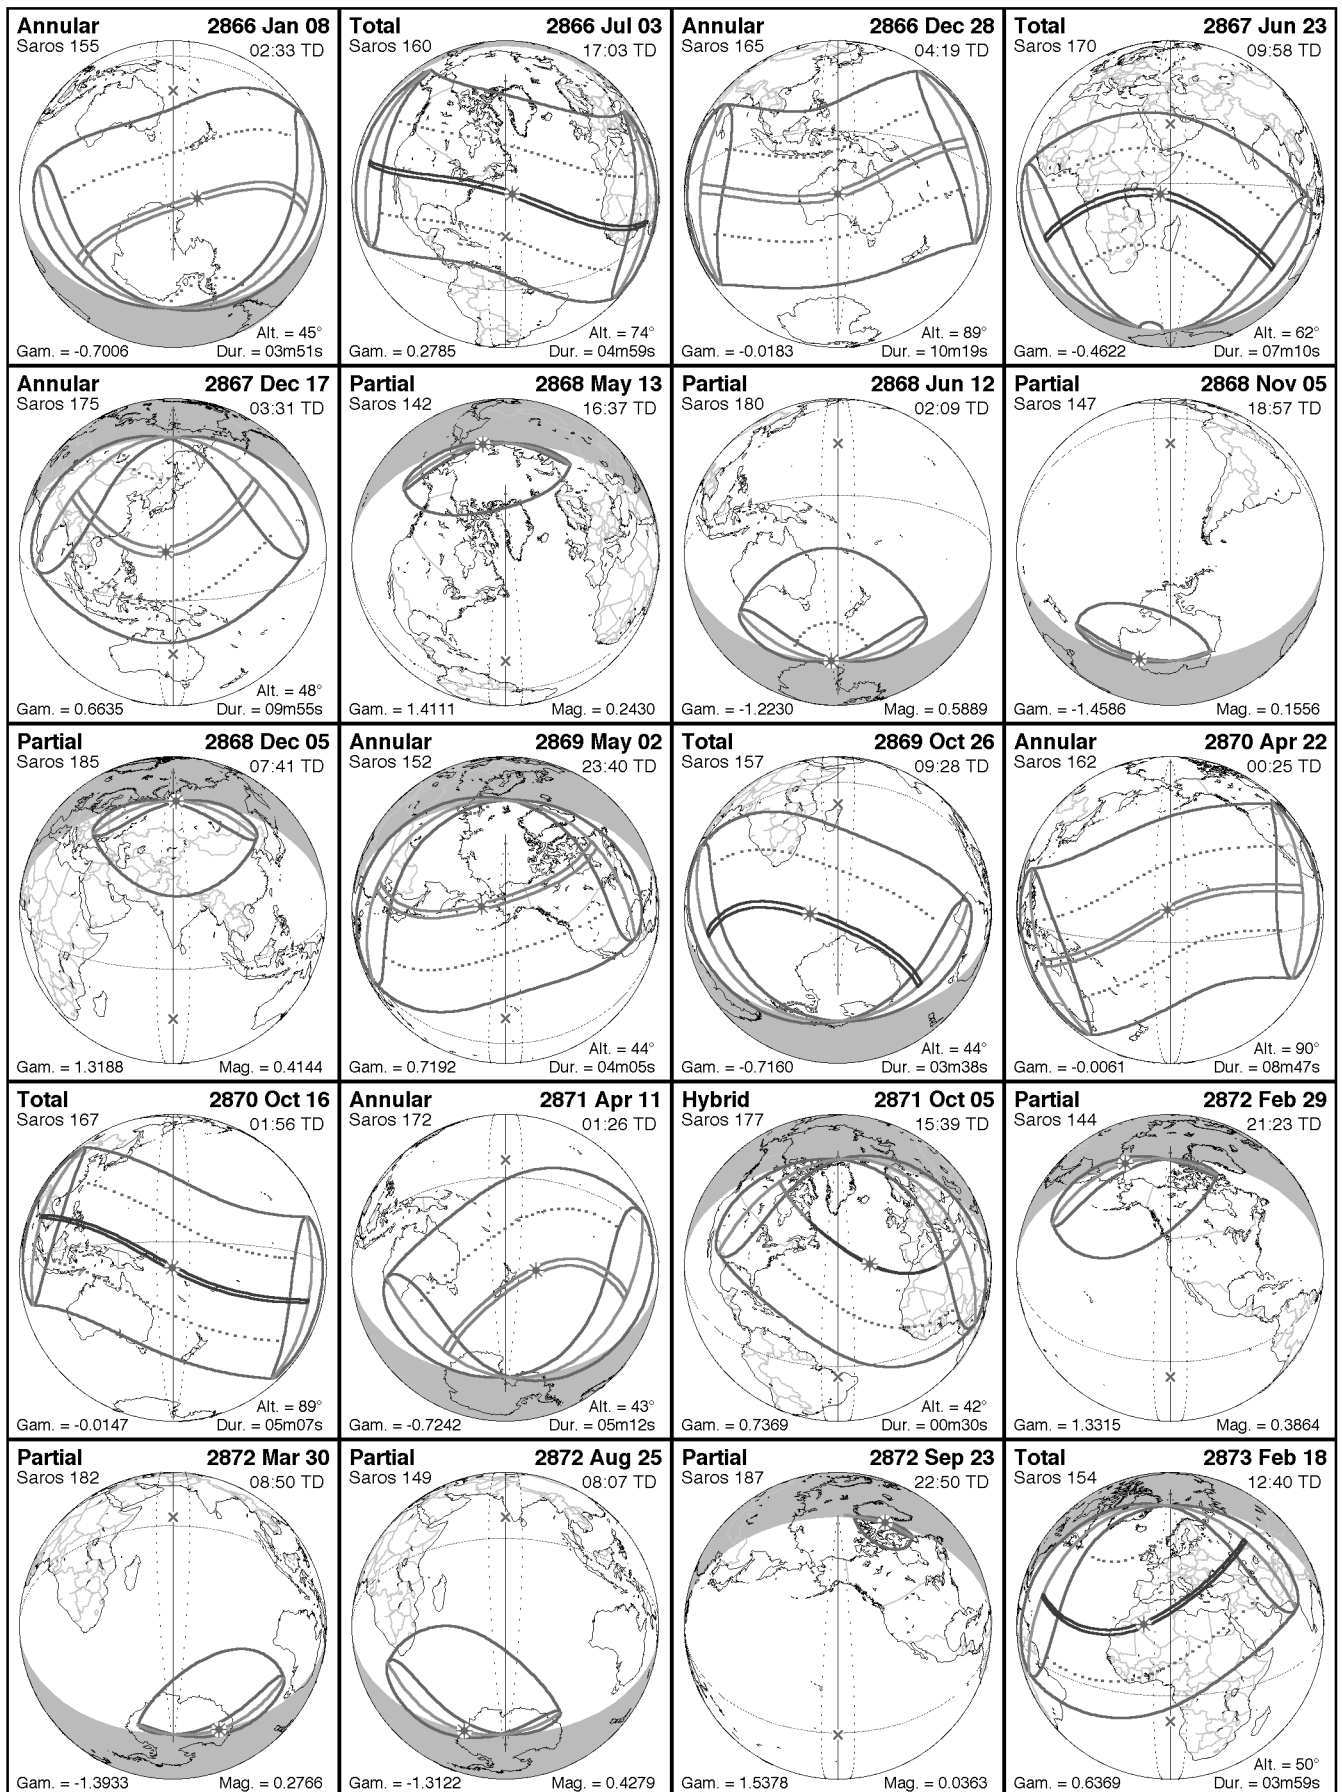 Annular 2866 Jan 08
Saros 155 02:33 TD
Alt. = 45°
Gam. = -0.7006 Dur. = 03m51s
Total 2866 Jul 03
Saros 160 17:03 TD
Alt. = 74°
Gam. = 0.2785 Dur. = 04m59s
Annular 2866 Dec 28
Saros 165 04:19 TD
Alt. = 89°
Gam. = -0.0183 Dur. = 10m19s
Total 2867 Jun 23
Saros 170 09:58 TD
Alt. = 62°
Gam. = -0.4622 Dur. = 07m10s
Annular 2867 Dec 17
Saros 175 03:31 TD
Alt. = 48°
Gam. = 0.6635 Dur. = 09m55s
Partial 2868 May 13
Saros 142 16:37 TD
Gam. = 1.4111 Mag. = 0.2430
Partial 2868 Jun 12
Saros 180 02:09 TD
Gam. = -1.2230 Mag. = 0.5889
Partial 2868 Nov 05
Saros 147 18:57 TD
Gam. = -1.4586 Mag. = 0.1556
Partial 2868 Dec 05
Saros 185 07:41 TD
Gam. = 1.3188 Mag. = 0.4144
Annular 2869 May 02
Saros 152 23:40 TD
Alt. = 44°
Gam. = 0.7192 Dur. = 04m05s
Total 2869 Oct 26
Saros 157 09:28 TD
Alt. = 44°
Gam. = -0.7160 Dur. = 03m38s
Annular 2870 Apr 22
Saros 162 00:25 TD
Alt. = 90°
Gam. = -0.0061 Dur. = 08m47s
Total 2870 Oct 16
Saros 167 01:56 TD
Alt. = 89°
Gam. = -0.0147 Dur. = 05m07s
Annular 2871 Apr 11
Saros 172 01:26 TD
Alt. = 43°
Gam. = -0.7242 Dur. = 05m12s
Hybrid 2871 Oct 05
Saros 177 15:39 TD
Alt. = 42°
Gam. = 0.7369 Dur. = 00m30s
Partial 2872 Feb 29
Saros 144 21:23 TD
Gam. = 1.3315 Mag. = 0.3864
Partial 2872 Mar 30
Saros 182 08:50 TD
Gam. = -1.3933 Mag. = 0.2766
Partial 2872 Aug 25
Saros 149 08:07 TD
Gam. = -1.3122 Mag. = 0.4279
Partial 2872 Sep 23
Saros 187 22:50 TD
Gam. = 1.5378 Mag. = 0.0363
Total 2873 Feb 18
Saros 154 12:40 TD
Alt. = 50°
Gam. = 0.6369 Dur. = 03m59s